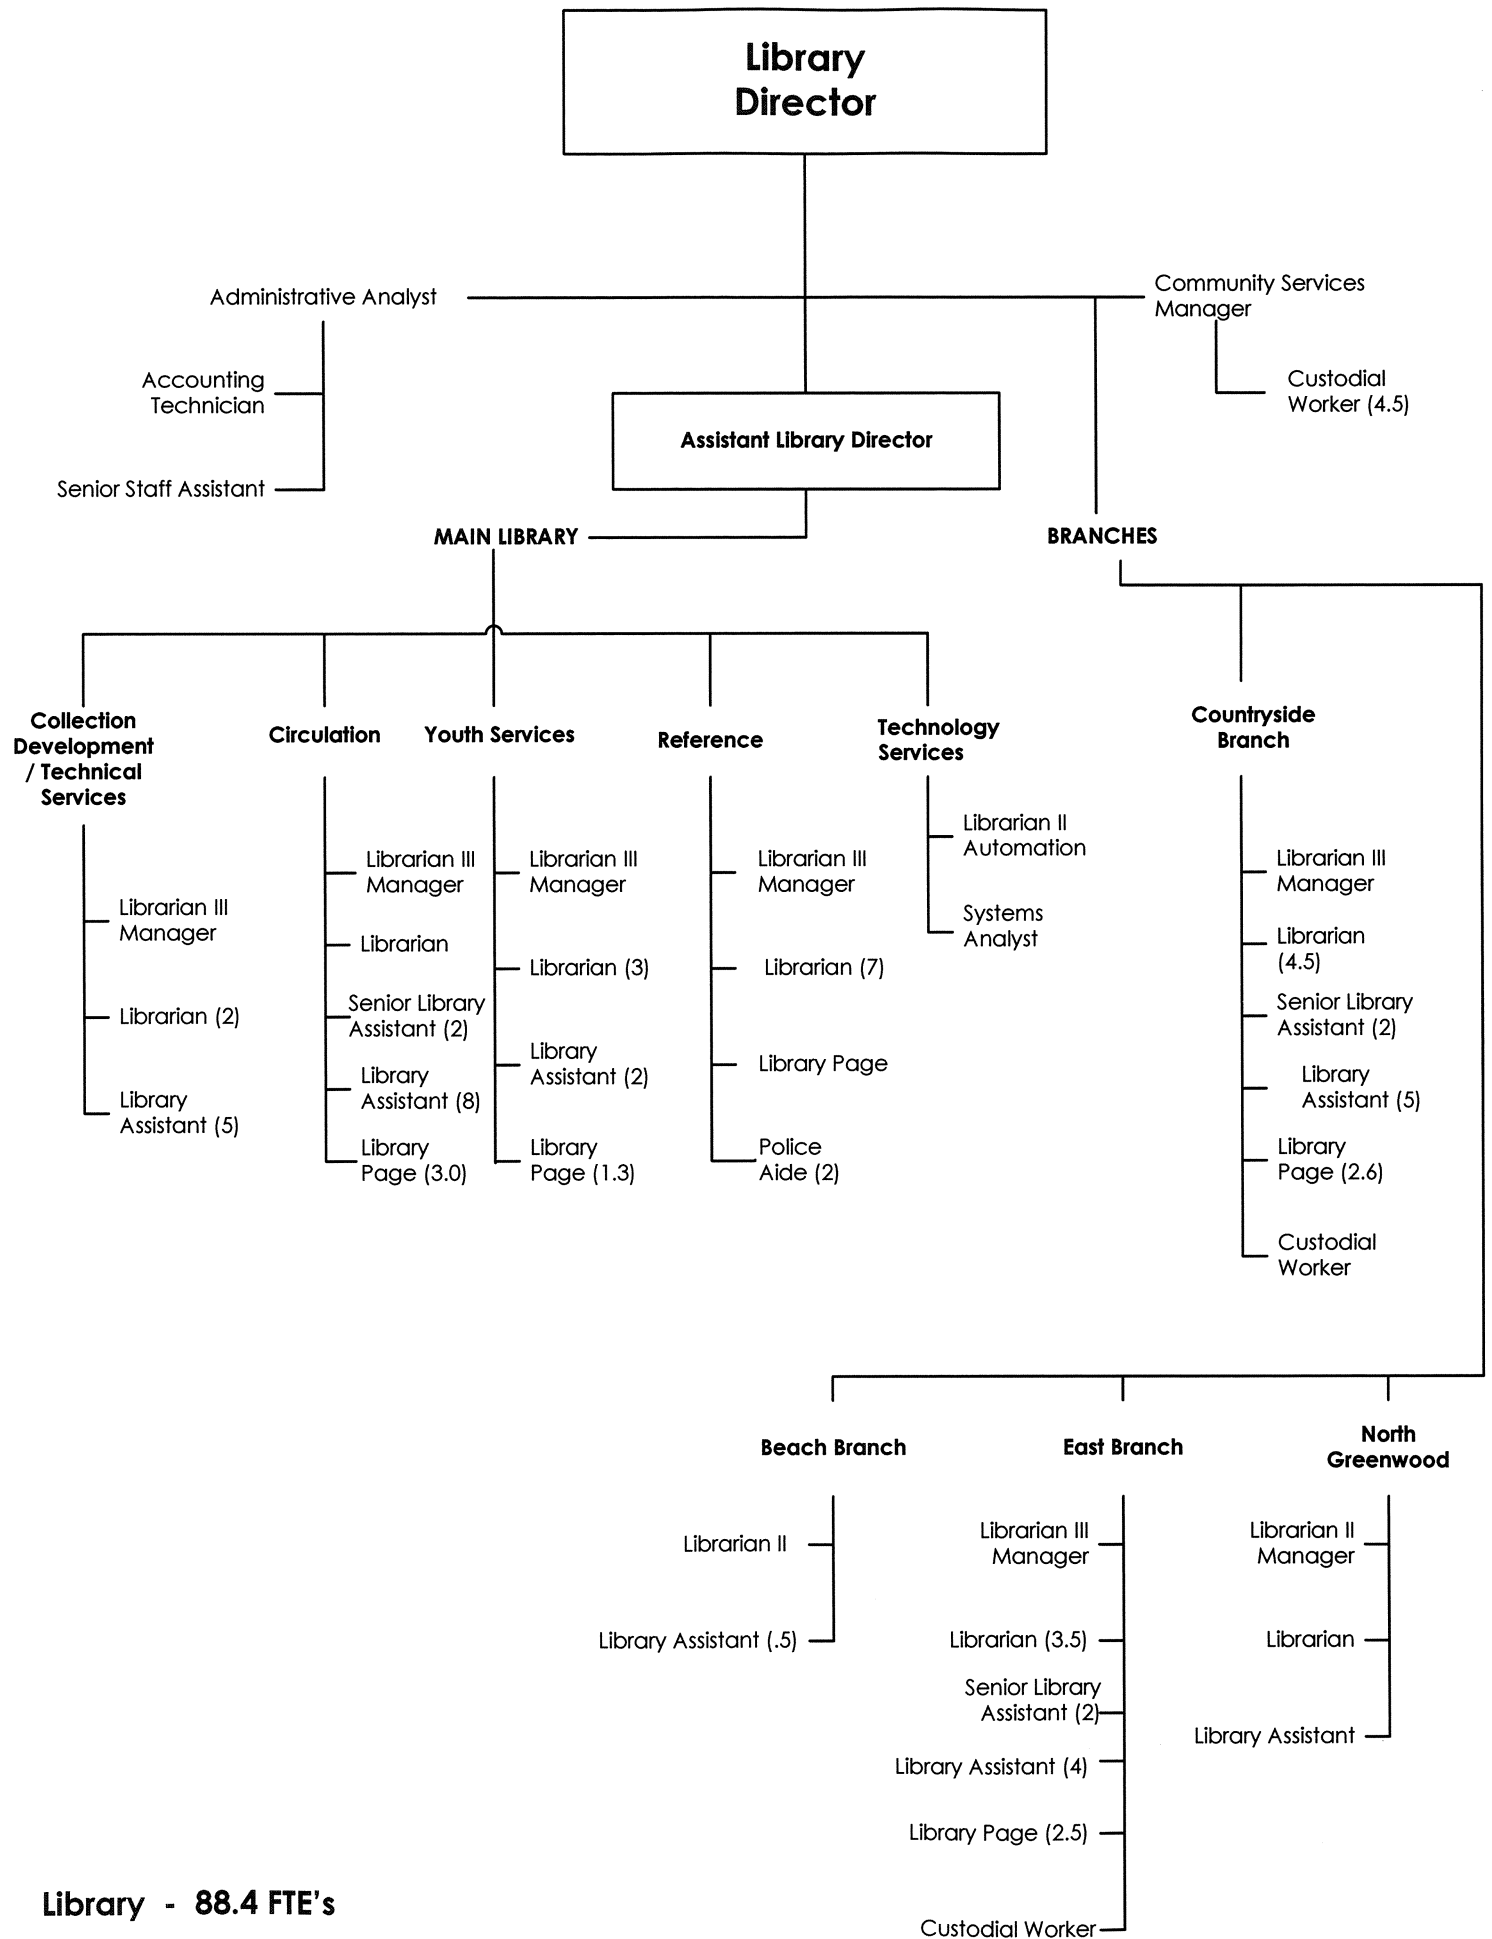 Library
Director
Administrative Analyst
Community Services
Manager
Accounting
Technician
Custodial
Worker (4.5)
Assistant Library Director
Senior Staff Assistant
MAIN LIBRARY
BRANCHES
Collection
Development
/ Technical
Services
Circulation
Youth Services
Reference
Technology
Services
Countryside
Branch
Librarian III
Manager
Librarian (2)
Library
Assistant (5)
Librarian III
Manager
Librarian
Senior Library
Assistant (2)
Library
Assistant (8)
Library
Page (3.0)
Librarian III
Manager
Librarian (3)
Library
Assistant (2)
Library
Page (1.3)
Librarian III
Manager
Librarian (7)
Library Page
Police
Aide (2)
Librarian II
Automation
Systems
Analyst
Librarian III
Manager
Librarian
(4.5)
Senior Library
Assistant (2)
Library
Assistant (5)
Library
Page (2.6)
Custodial
Worker
Beach Branch
East Branch
North
Greenwood
Librarian II
Library Assistant (.5)
Librarian III
Manager
Librarian (3.5)
Senior Library
Assistant (2)
Library Assistant (4)
Library Page (2.5)
Custodial Worker
Librarian II
Manager
Librarian
Library Assistant
Library - 88.4 FTE's